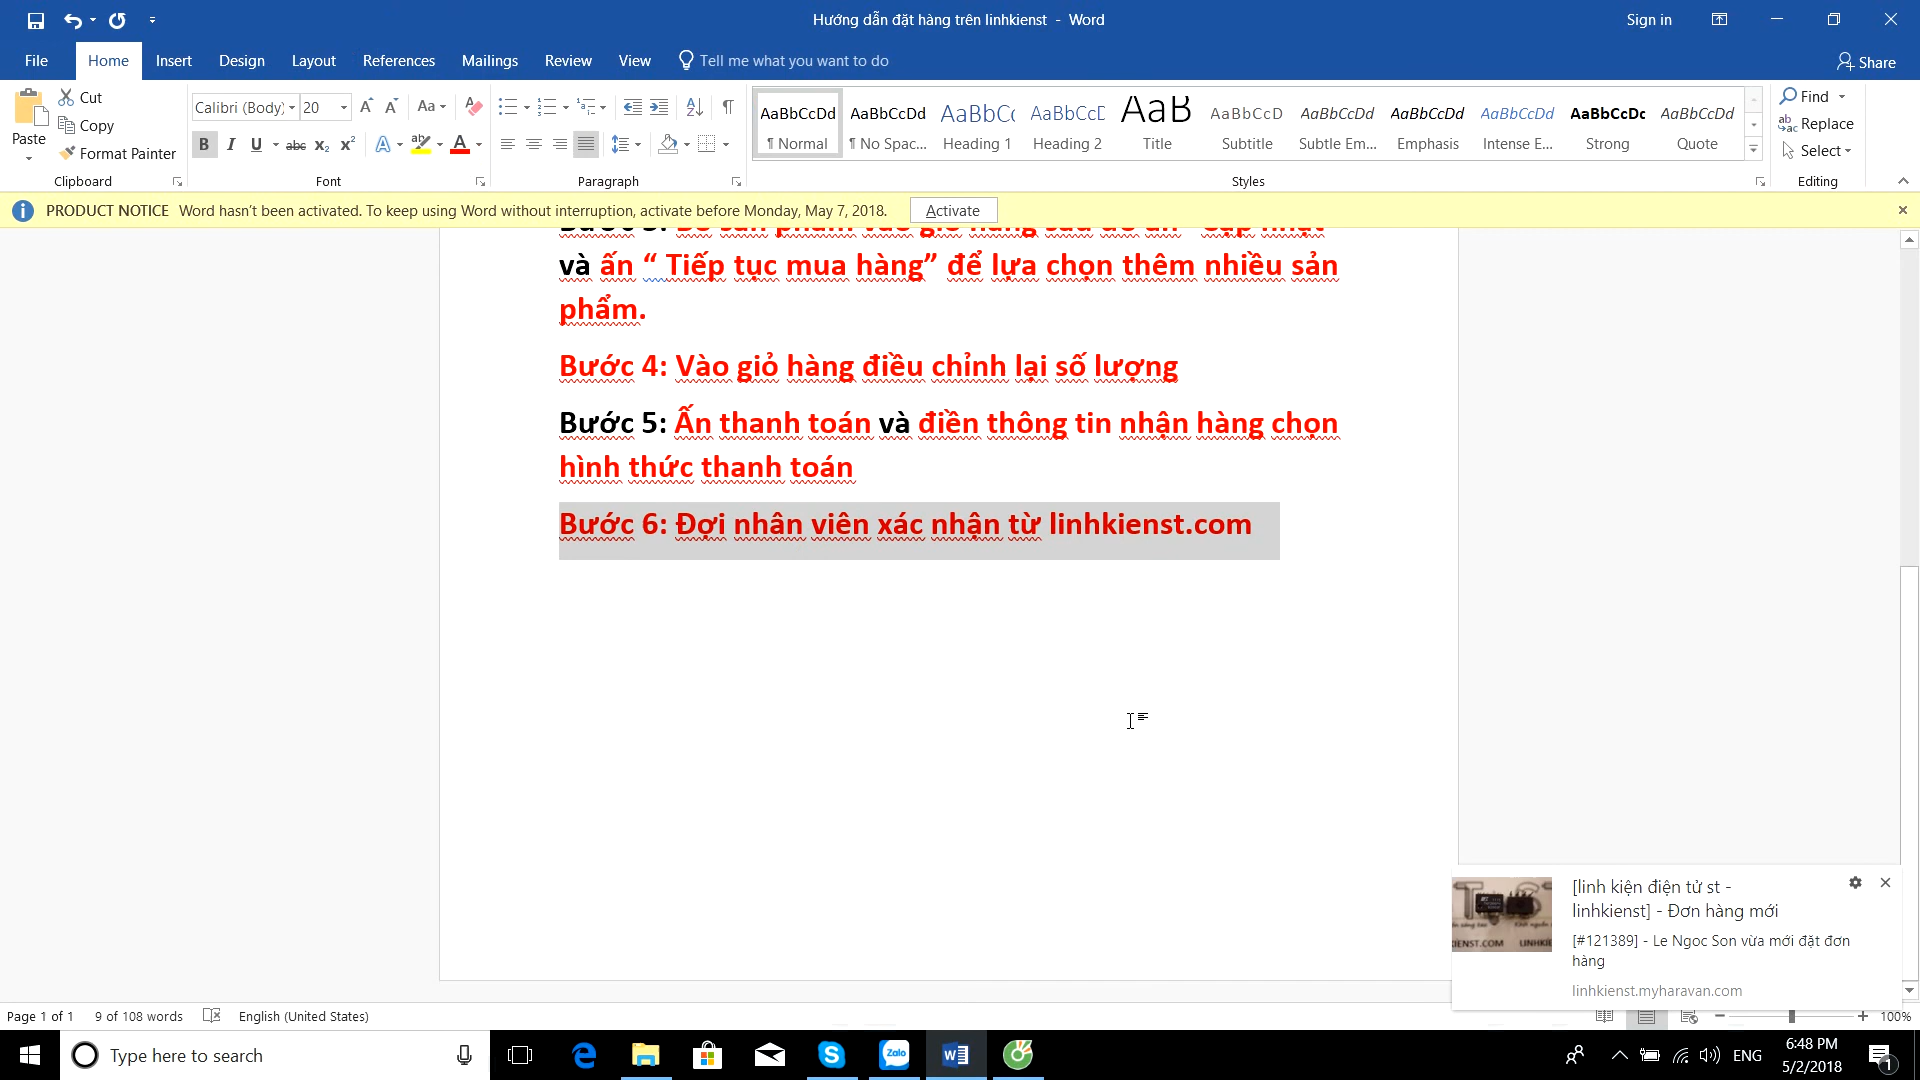 Hướng dẫn đặt hàng trên linhkienst - Word
Sign in
File Home Insert Design Layout References Mailings Review View Tell me what you want to do
Share
Cut
Copy
Format Painter
Paste
Clipboard
Calibri (Body) 20
Aa
Font
Paragraph
AaBbCcDd AaBbCcDd AaBbCc AaBbCcD AaB AaBbCcD AaBbCcDd AaBbCcDd AaBbCcDd AaBbCcDc AaBbCcDd
¶ Normal ¶ No Spac... Heading 1 Heading 2 Title Subtitle Subtle Em... Emphasis Intense E... Strong Quote
Styles
Find
Replace
Select
Editing
PRODUCT NOTICE Word hasn't been activated. To keep using Word without interruption, activate before Monday, May 7, 2018. Activate
và ấn “ Tiếp tục mua hàng” để lựa chọn thêm nhiều sản
phẩm.
Bước 4: Vào giỏ hàng điều chỉnh lại số lượng
Bước 5: Ấn thanh toán và điền thông tin nhận hàng chọn
hình thức thanh toán
Bước 6: Đợi nhân viên xác nhận từ linhkienst.com
[linh kiện điện tử st -
linhkienst] - Đơn hàng mới
[#121389] - Le Ngoc Son vừa mới đặt đơn
hàng
linhkienst.myharavan.com
Page 1 of 1 9 of 108 words English (United States)
100%
Type here to search
Zalo
ENG
6:48 PM
5/2/2018
1